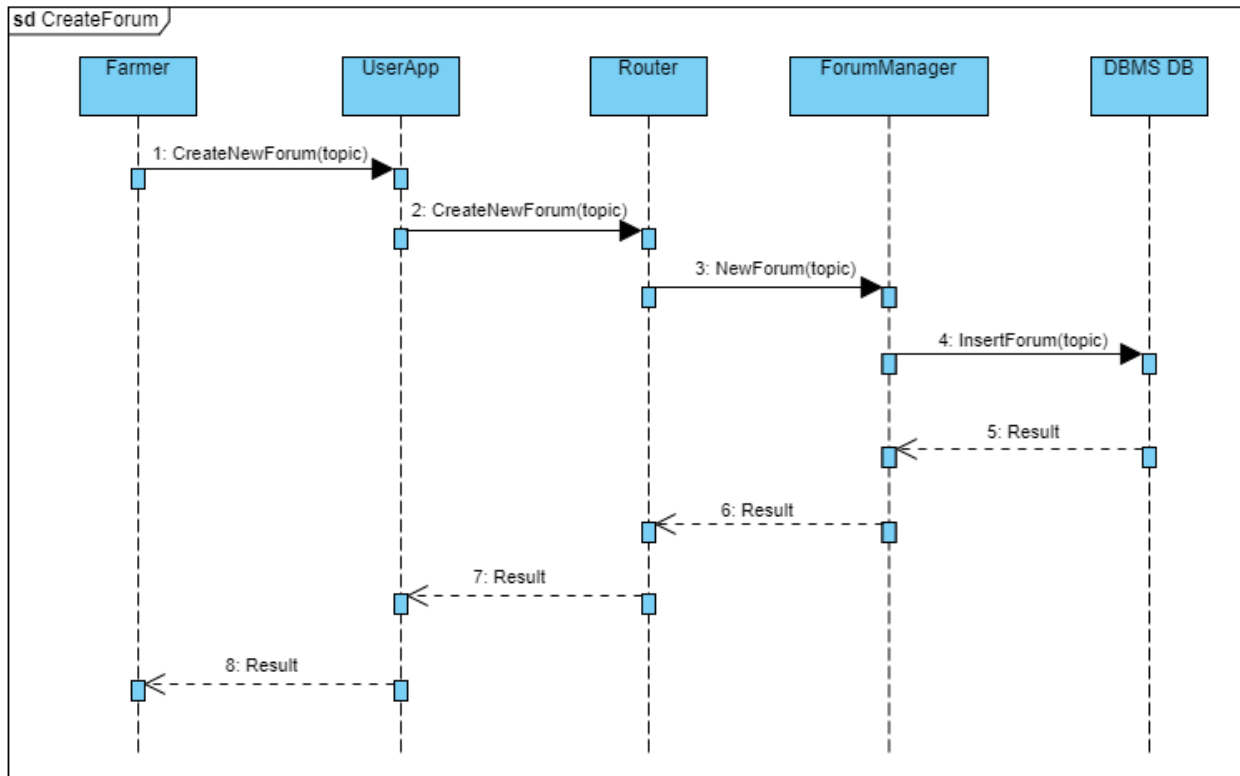 sd CreateForum
Farmer
UserApp
Router
ForumManager
DBMS DB
1: CreateNewForum(topic)
2: CreateNewForum(topic)
3: NewForum(topic)
4: InsertForum(topic)
5: Result
6: Result
7: Result
8: Result